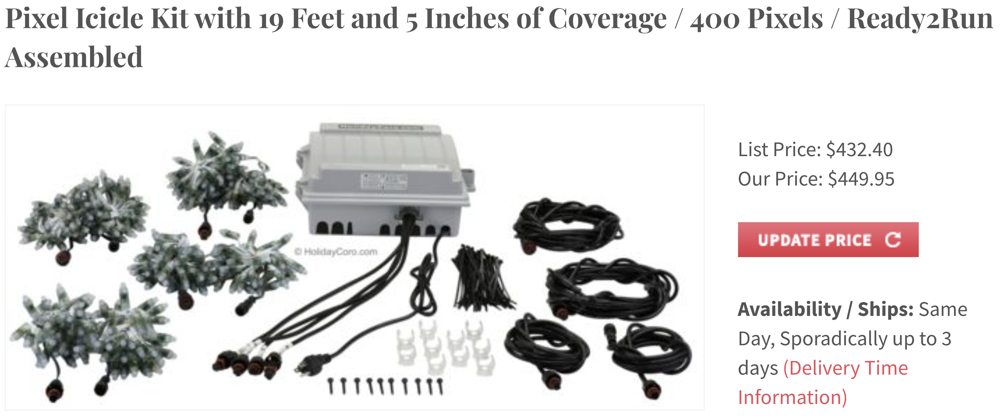 Pixel Icicle Kit with 19 Feet and 5 Inches of Coverage / 400 Pixels / Ready2Run
Assembled
© HolidayCoro.com
List Price: $432.40
Our Price: $449.95
UPDATE PRICE
Availability / Ships: Same
Day, Sporadically up to 3
days (Delivery Time
Information)